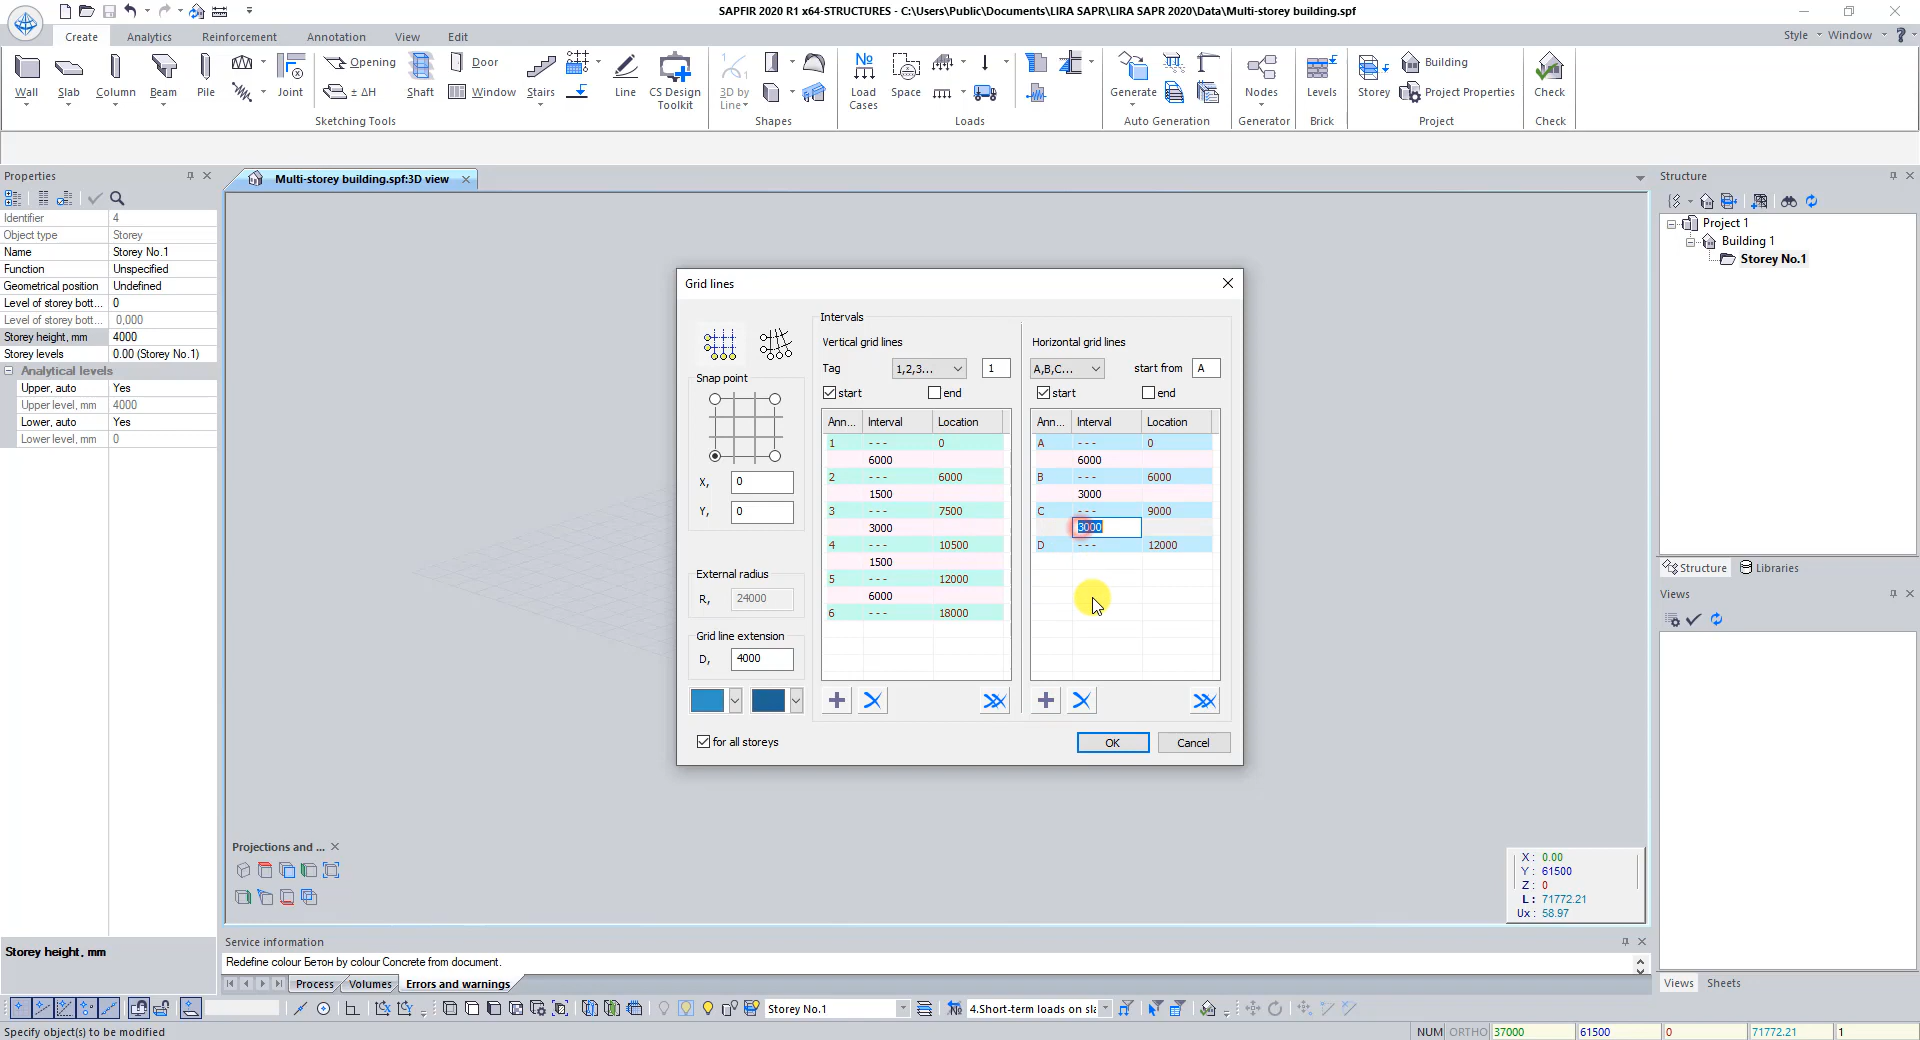 SAPFIR 2020 R1 x64-STRUCTURES - C:\Users\Public\Documents\LIRA SAPR\LIRA SAPR 2020\Data\Multi-storey building.spf
Create Analytics Reinforcement Annotation View Edit
Style Window ?
Opening Door Building
Wall Slab Column Beam Pile Joint ± ΔH Shaft Window Stairs Line CS Design Toolkit 3D by Line Load Cases Space Generate Nodes Levels Storey Project Properties Check
Sketching Tools Shapes Loads Auto Generation Generator Brick Project Check
Properties
Multi-storey building.spf:3D view
Structure
Identifier 4
Object type Storey
Name Storey No.1
Function Unspecified
Geometrical position Undefined
Level of storey bott... 0
Level of storey bott... 0,000
Storey height, mm 4000
Storey levels 0.00 (Storey No.1)
Analytical levels
Upper, auto Yes
Upper level, mm 4000
Lower, auto Yes
Lower level, mm 0
Project 1
Building 1
Storey No.1
Grid lines
Intervals
Vertical grid lines
Tag 1,2,3... 1
start end
Ann... Interval Location
1 - - - 0
6000
2 - - - 6000
1500
3 - - - 7500
3000
4 - - - 10500
1500
5 - - - 12000
6000
6 - - - 18000
Horizontal grid lines
A,B,C... start from A
start end
Ann... Interval Location
A - - - 0
6000
B - - - 6000
3000
C - - - 9000
3000
D - - - 12000
Snap point
X, 0
Y, 0
External radius
R, 24000
Grid line extension
D, 4000
for all storeys
OK Cancel
Structure Libraries
Views
Views Sheets
Projections and ...
X : 0.00
Y : 61500
Z : 0
L : 71772.21
Ux : 58.97
Storey height, mm
Service information
Redefine colour Бетон by colour Concrete from document.
Process Volumes Errors and warnings
Storey No.1
4.Short-term loads on sla
Specify object(s) to be modified
NUM ORTHO 37000 61500 0 71772.21 1